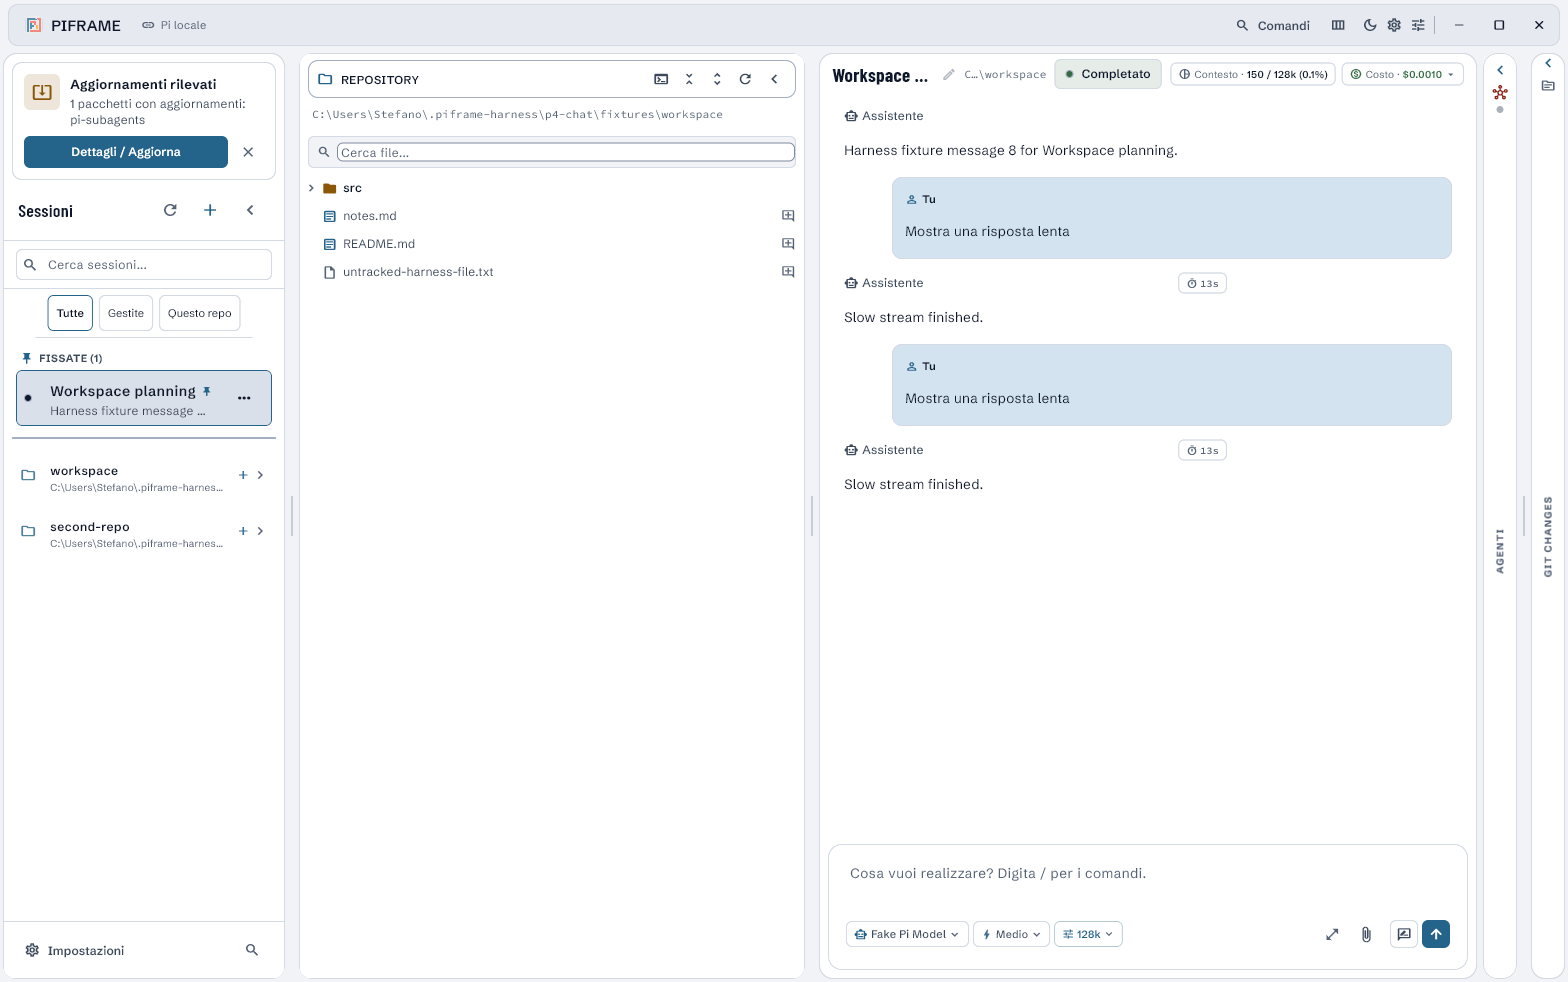 PIFRAME
Pi locale
Comandi
Aggiornamenti rilevati
1 pacchetti con aggiornamenti:
pi-subagents
Dettagli / Aggiorna
Sessioni
Cerca sessioni...
Tutte
Gestite
Questo repo
FISSATE (1)
Workspace planning
Harness fixture message ...
workspace
C:\Users\Stefano\.piframe-harnes...
second-repo
C:\Users\Stefano\.piframe-harnes...
Impostazioni
REPOSITORY
C:\Users\Stefano\.piframe-harness\p4-chat\fixtures\workspace
Cerca file...
src
notes.md
README.md
untracked-harness-file.txt
Workspace ...
C…\workspace
Completato
Contesto · 150 / 128k (0.1%)
Costo · $0.0010
Assistente
Harness fixture message 8 for Workspace planning.
Tu
Mostra una risposta lenta
Assistente
13s
Slow stream finished.
Tu
Mostra una risposta lenta
Assistente
13s
Slow stream finished.
Cosa vuoi realizzare? Digita / per i comandi.
Fake Pi Model
Medio
128k
AGENTI
GIT CHANGES